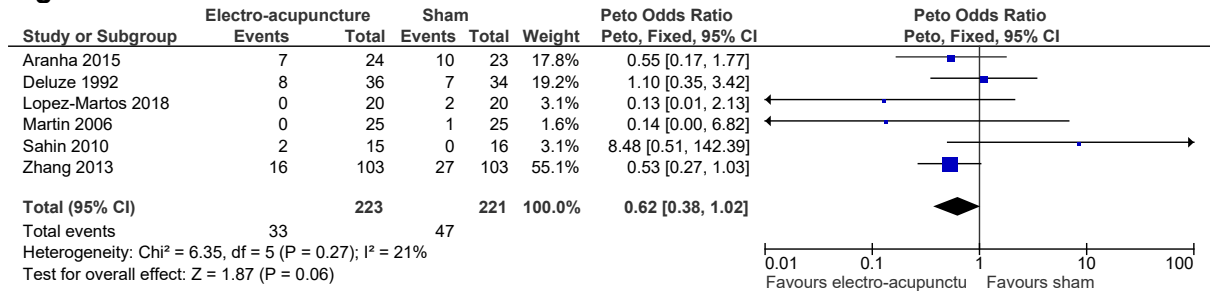 Electro-acupuncture Sham Peto Odds Ratio Peto Odds Ratio
Study or Subgroup Events Total Events Total Weight Peto, Fixed, 95% CI Peto, Fixed, 95% CI
Aranha 2015 7 24 10 23 17.8% 0.55 [0.17, 1.77]
Deluze 1992 8 36 7 34 19.2% 1.10 [0.35, 3.42]
Lopez-Martos 2018 0 20 2 20 3.1% 0.13 [0.01, 2.13]
Martin 2006 0 25 1 25 1.6% 0.14 [0.00, 6.82]
Sahin 2010 2 15 0 16 3.1% 8.48 [0.51, 142.39]
Zhang 2013 16 103 27 103 55.1% 0.53 [0.27, 1.03]
Total (95% CI) 223 221 100.0% 0.62 [0.38, 1.02]
Total events 33 47
Heterogeneity: Chi² = 6.35, df = 5 (P = 0.27); I² = 21%
Test for overall effect: Z = 1.87 (P = 0.06)
0.01 0.1 1 10 100
Favours electro-acupunctu Favours sham